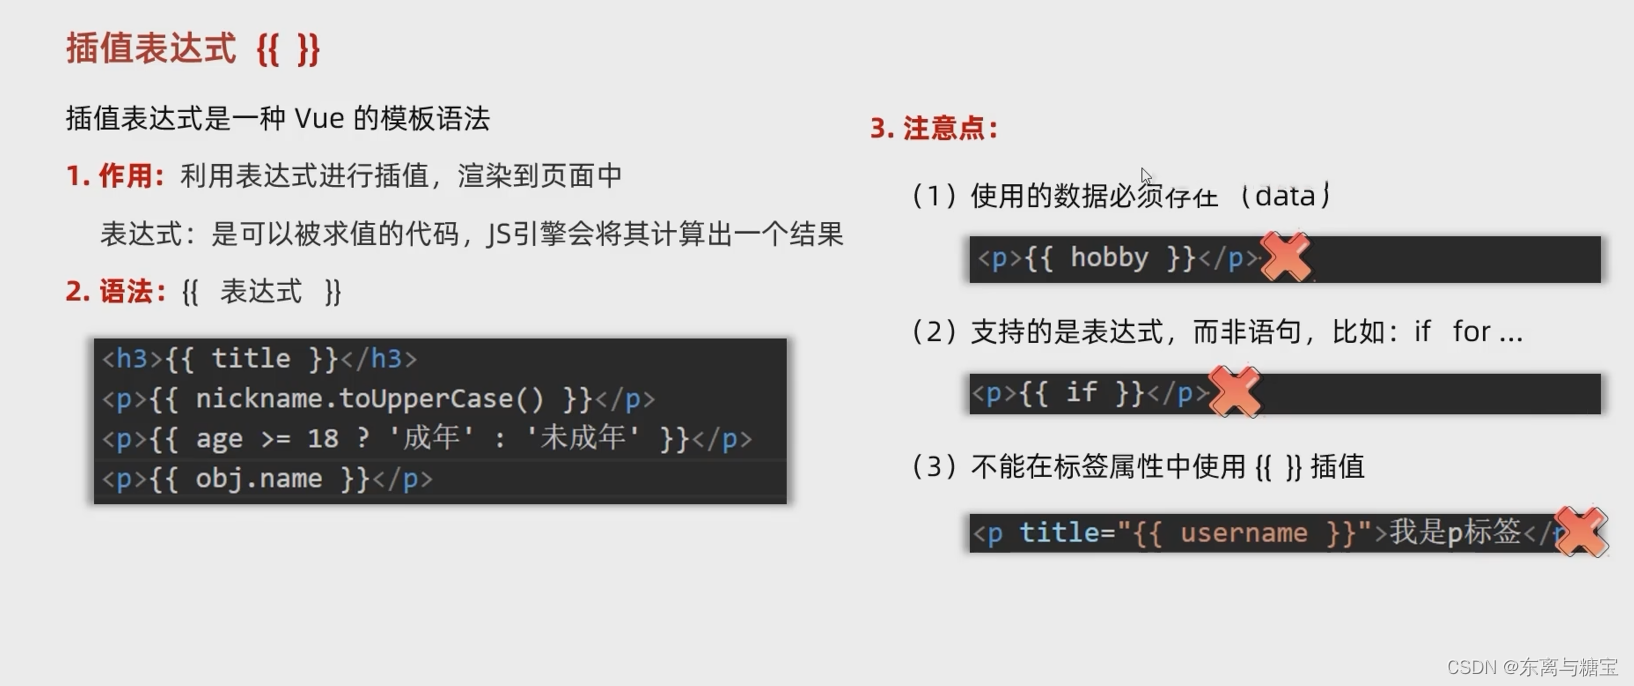 插值表达式 {{ }}
插值表达式是一种 Vue 的模板语法
1. 作用：利用表达式进行插值，渲染到页面中
表达式：是可以被求值的代码，JS引擎会将其计算出一个结果
2. 语法：{{ 表达式 }}
<h3>{{ title }}</h3>
<p>{{ nickname.toUpperCase() }}</p>
<p>{{ age >= 18 ? '成年' : '未成年' }}</p>
<p>{{ obj.name }}</p>
3. 注意点：
（1）使用的数据必须存在 （data）
<p>{{ hobby }}</p>
（2）支持的是表达式，而非语句，比如：if for ...
<p>{{ if }}</p>
（3）不能在标签属性中使用 {{ }} 插值
<p title="{{ username }}">我是p标签</p
CSDN @东离与糖宝